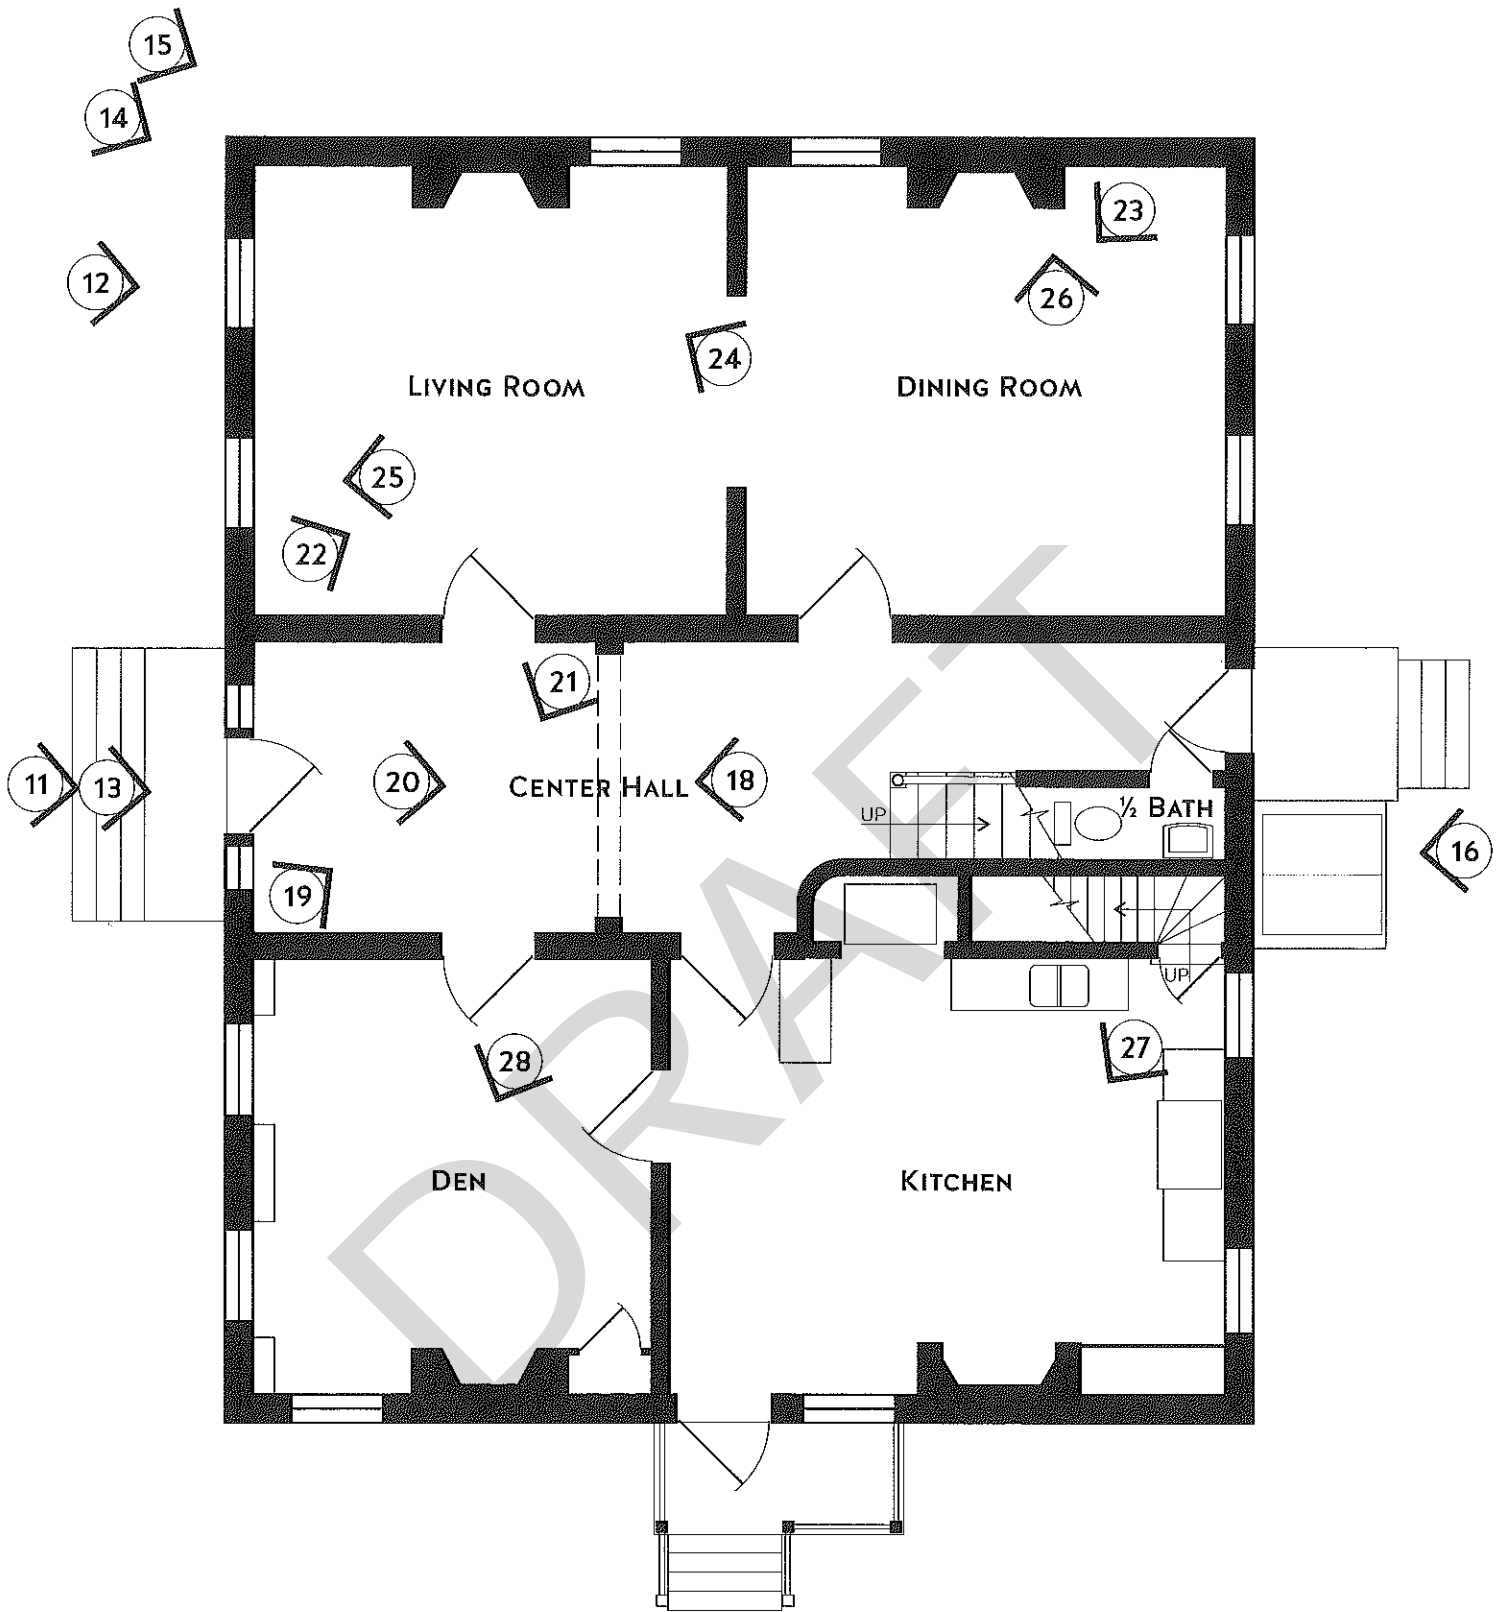 15
14
23
12
26
24
LIVING ROOM
DINING ROOM
25
22
21
11
13
20
CENTER HALL
18
UP
½ BATH
16
19
UP
28
27
DEN
KITCHEN
DRAFT